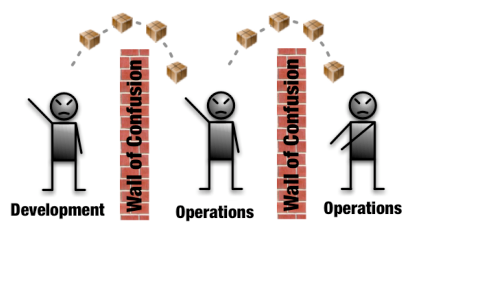 Wall of Confusion
Wall of Confusion
Development
Operations
Operations